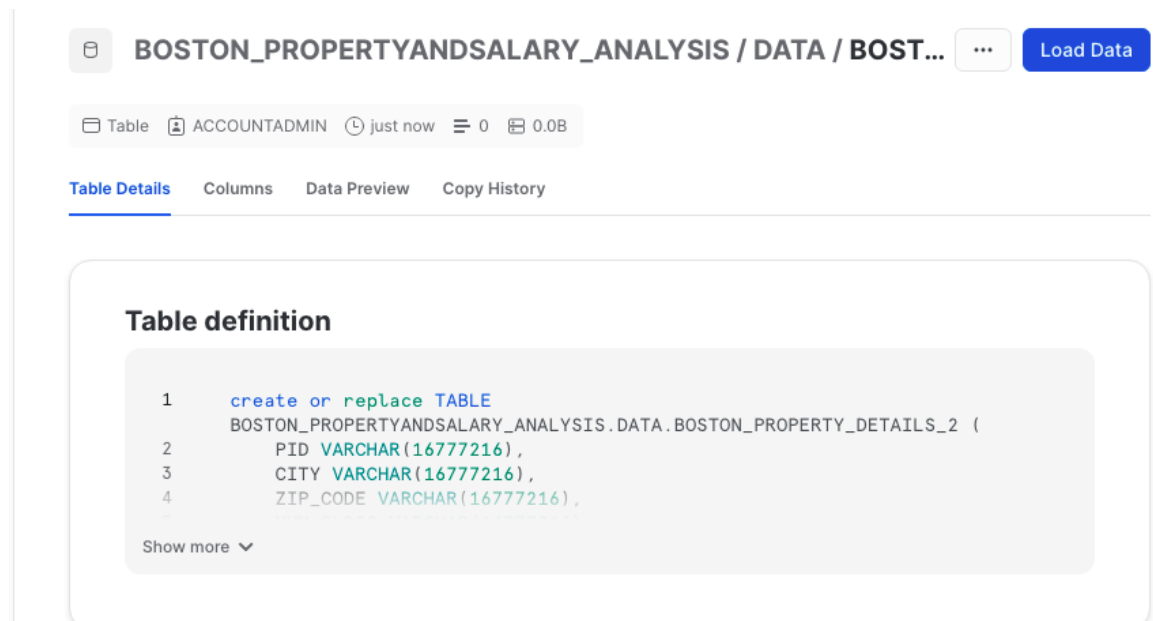 BOSTON_PROPERTYANDSALARY_ANALYSIS / DATA / BOST... ... Load Data
Table ACCOUNTADMIN just now 0 0.0B
Table Details Columns Data Preview Copy History
Table definition
1 create or replace TABLE
BOSTON_PROPERTYANDSALARY_ANALYSIS.DATA.BOSTON_PROPERTY_DETAILS_2 (
2 PID VARCHAR(16777216),
3 CITY VARCHAR(16777216),
4 ZIP_CODE VARCHAR(16777216),
Show more